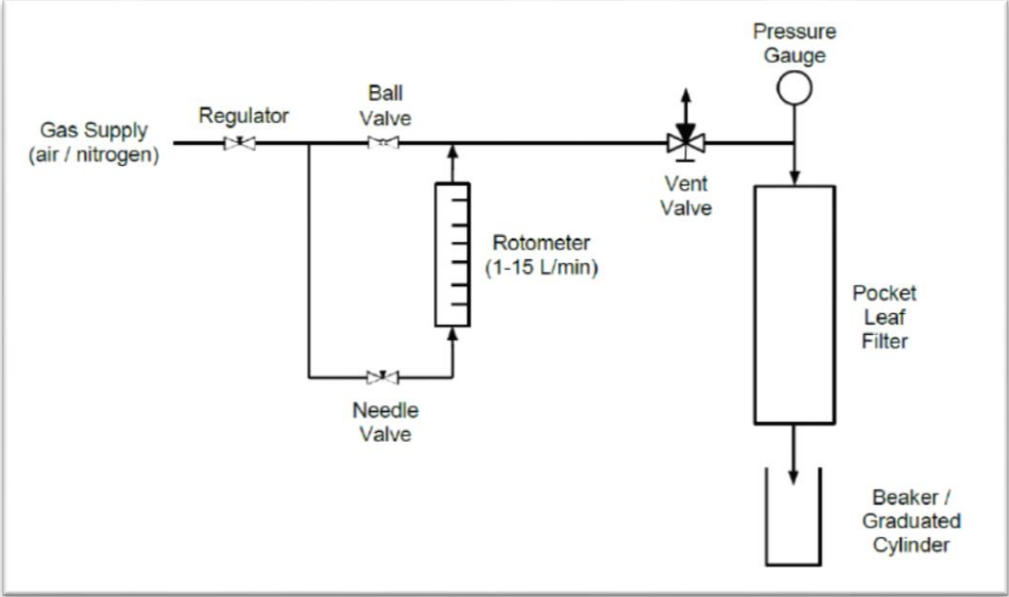 Pressure
Gauge
Ball
Valve
Regulator
Gas Supply
(air / nitrogen)
Vent
Valve
Rotometer
(1-15 L/min)
Pocket
Leaf
Filter
Needle
Valve
Beaker /
Graduated
Cylinder